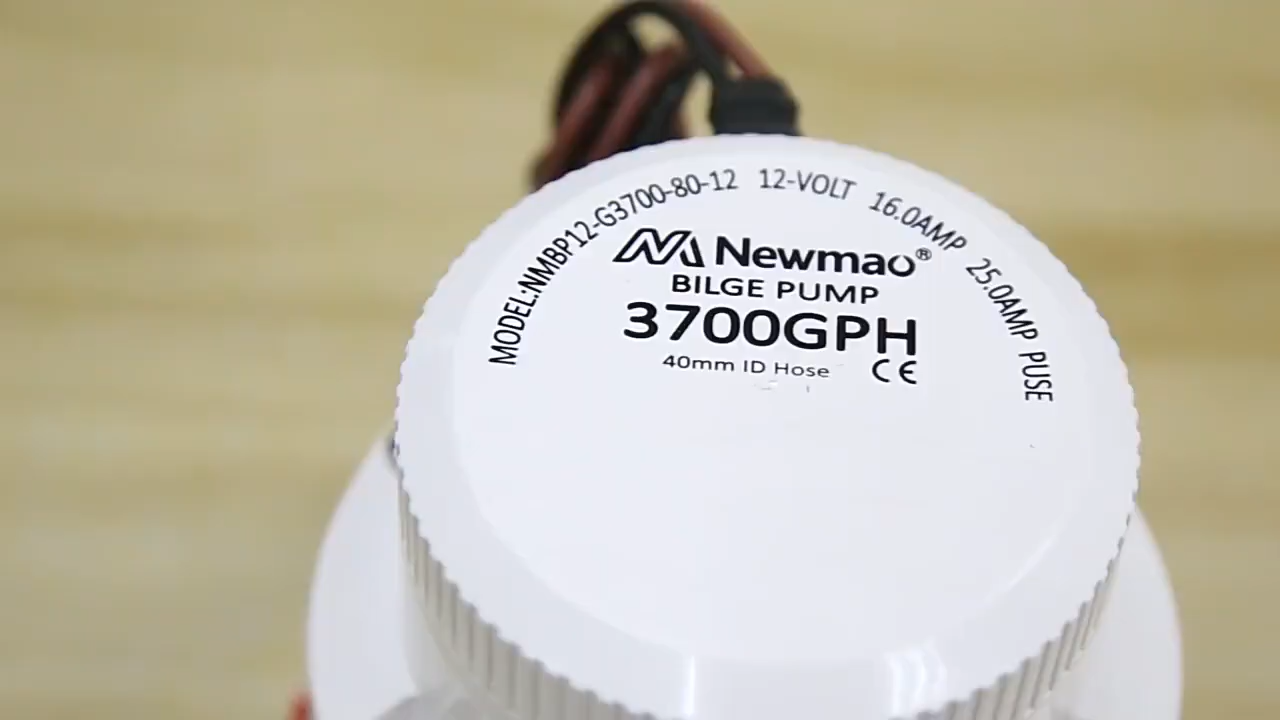 MODEL:NMBP12-G3700-80-12 12-VOLT 16.0AMP 25.0AMP PUSE
Newmao®
BILGE PUMP
3700GPH
40mm ID Hose CE